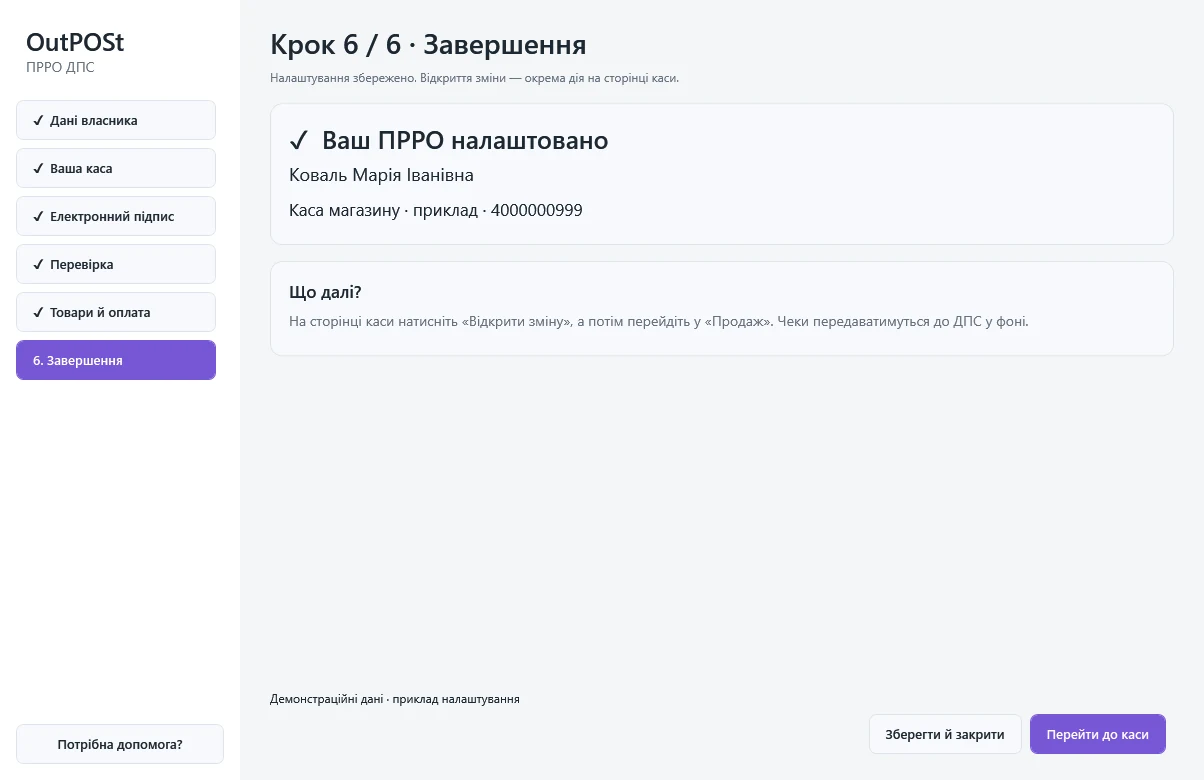 OutPOSt
ПРРО ДПС
✓ Дані власника
✓ Ваша каса
✓ Електронний підпис
✓ Перевірка
✓ Товари й оплата
6. Завершення
Потрібна допомога?
Крок 6 / 6 · Завершення
Налаштування збережено. Відкриття зміни — окрема дія на сторінці каси.
✓ Ваш ПРРО налаштовано
Коваль Марія Іванівна
Каса магазину · приклад · 4000000999
Що далі?
На сторінці каси натисніть «Відкрити зміну», а потім перейдіть у «Продаж». Чеки передаватимуться до ДПС у фоні.
Демонстраційні дані · приклад налаштування
Зберегти й закрити
Перейти до каси